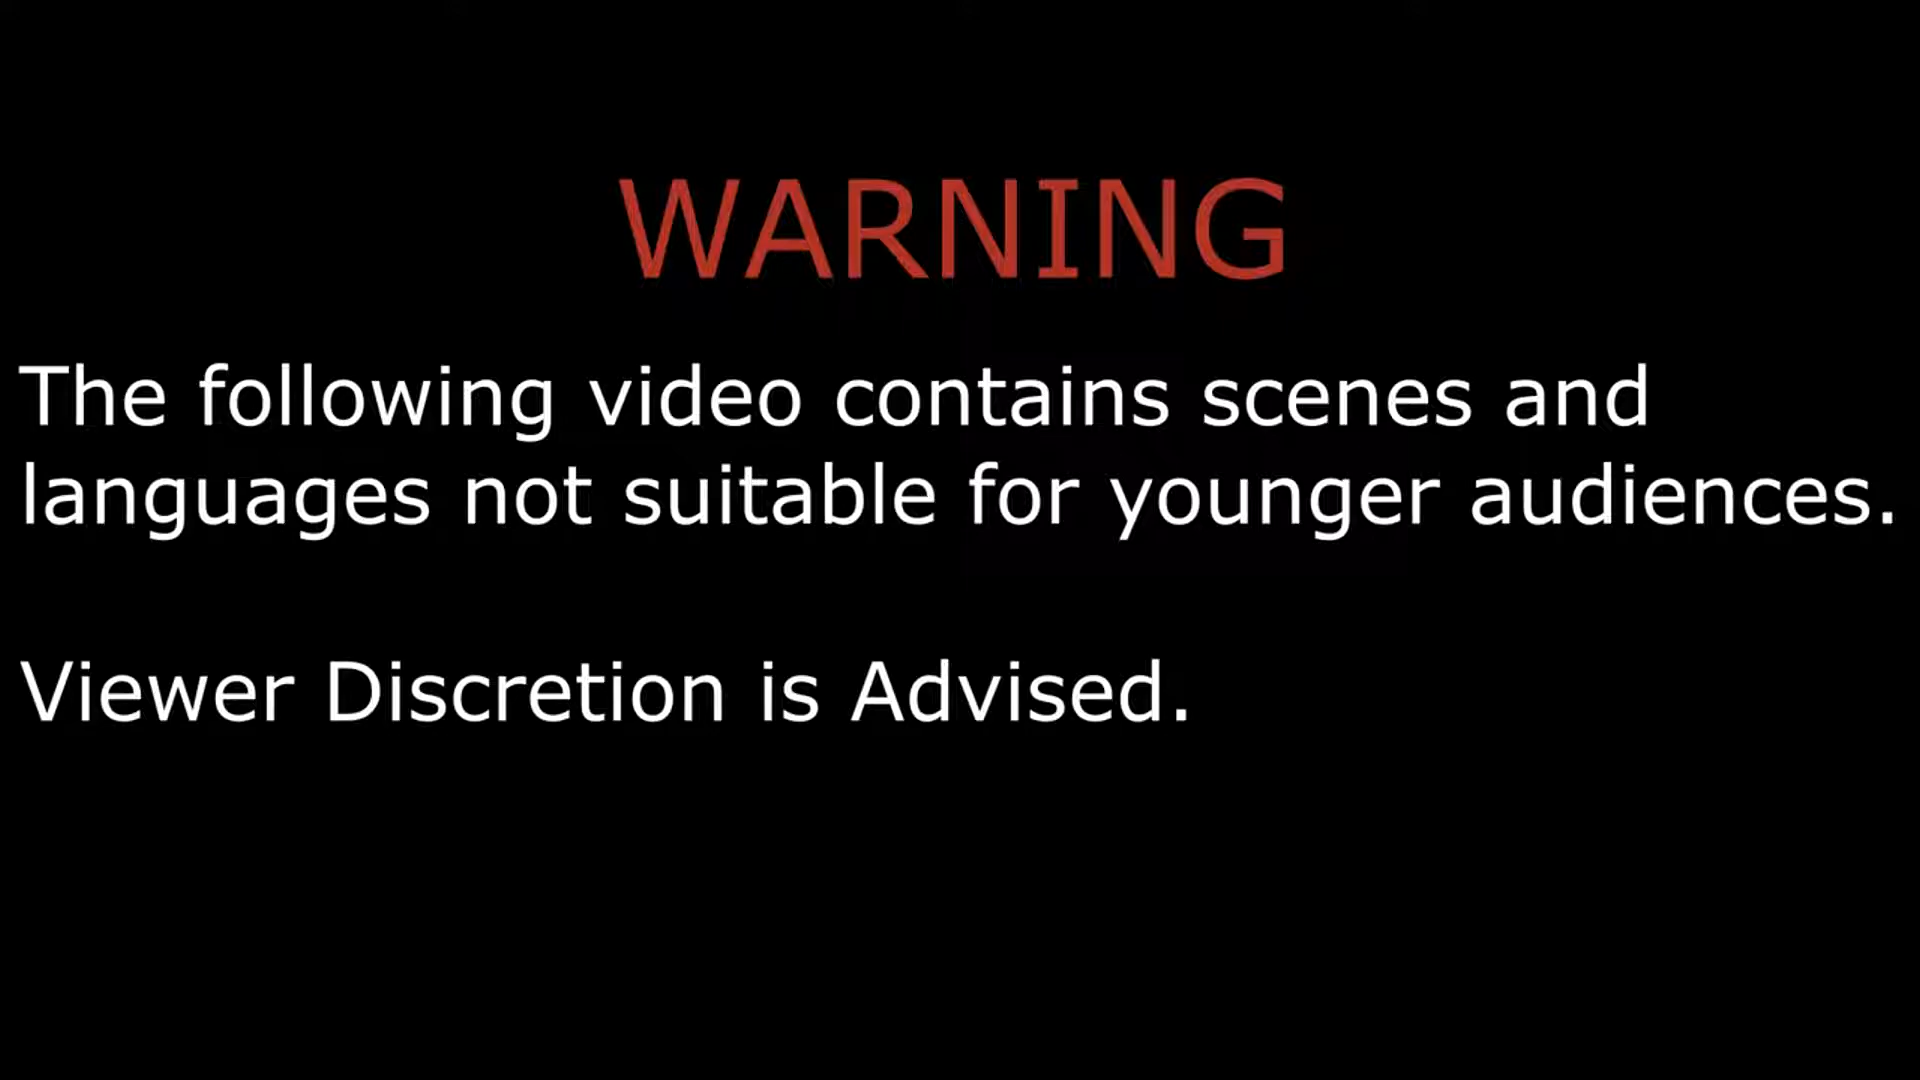 WARNING
The following video contains scenes and
languages not suitable for younger audiences.
Viewer Discretion is Advised.